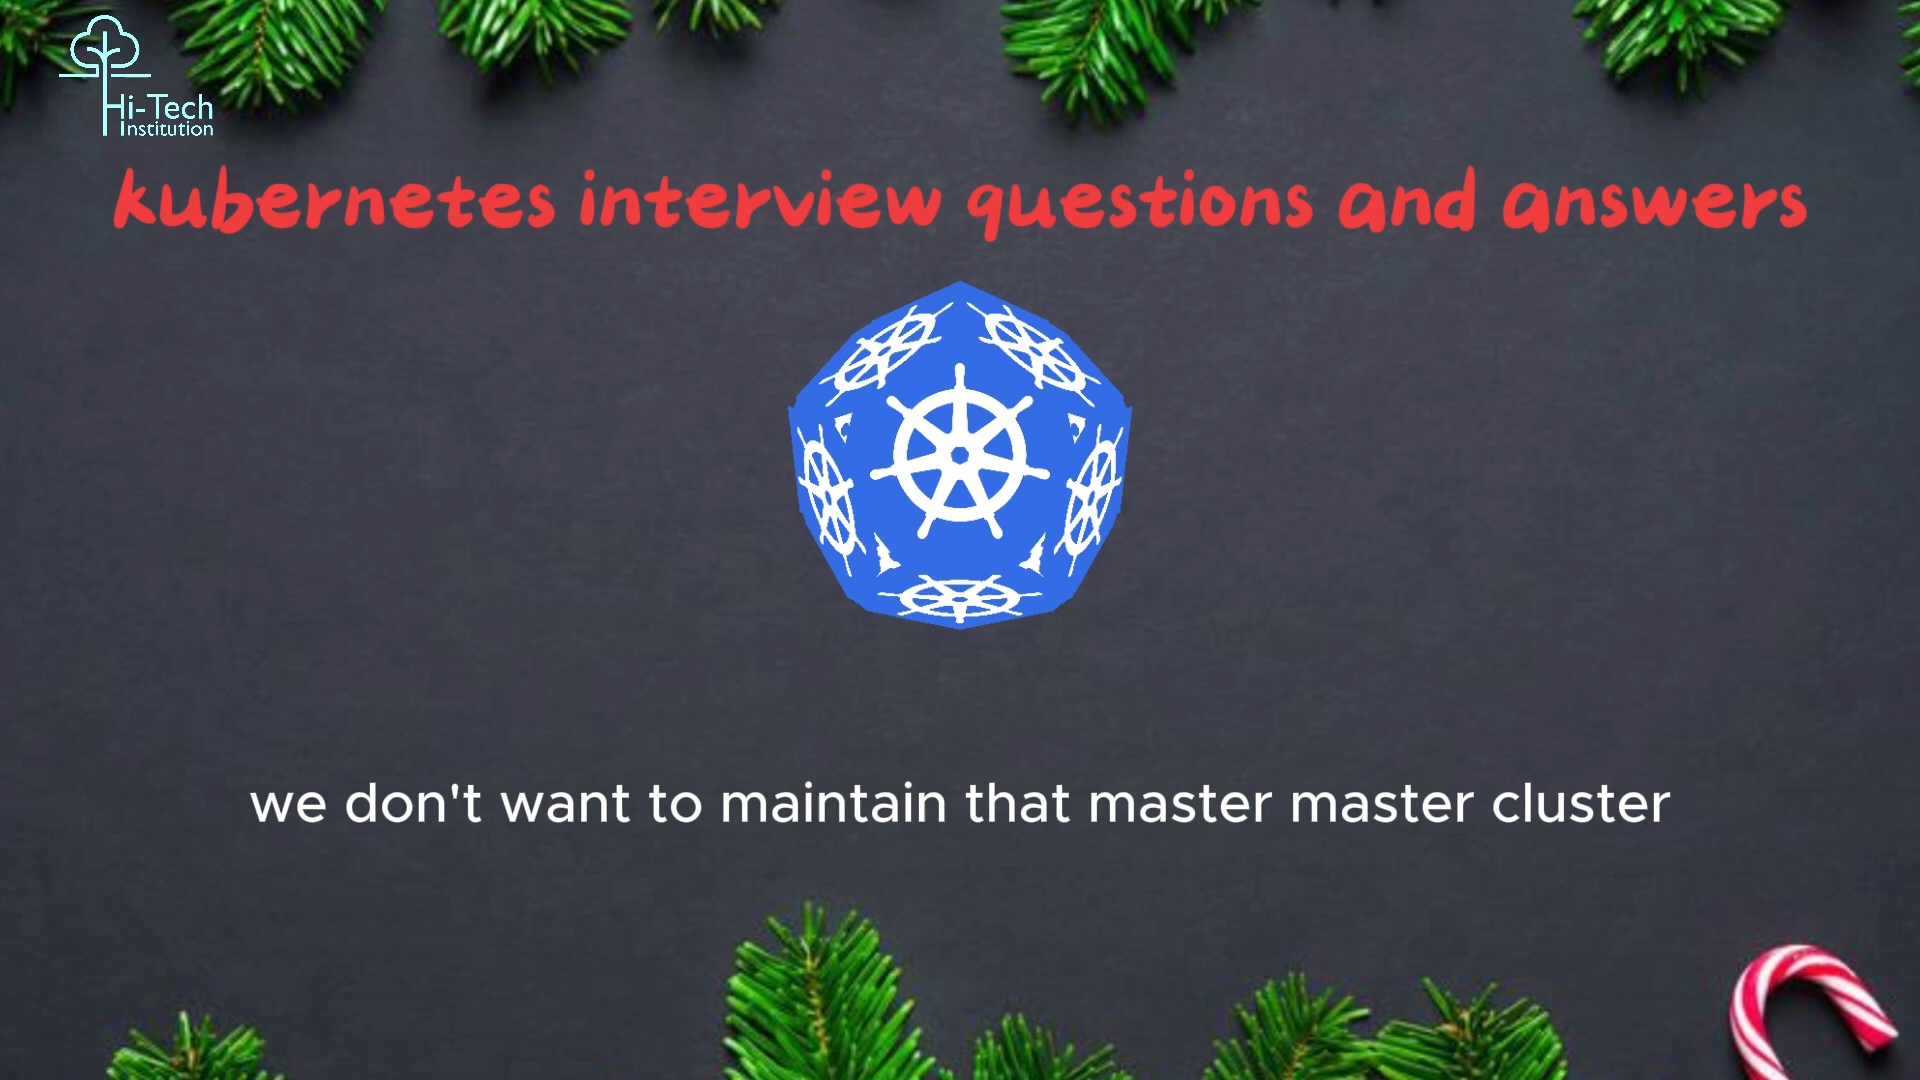 Hi-Tech
Institution
kubernetes interview questions and answers
we don't want to maintain that master master cluster